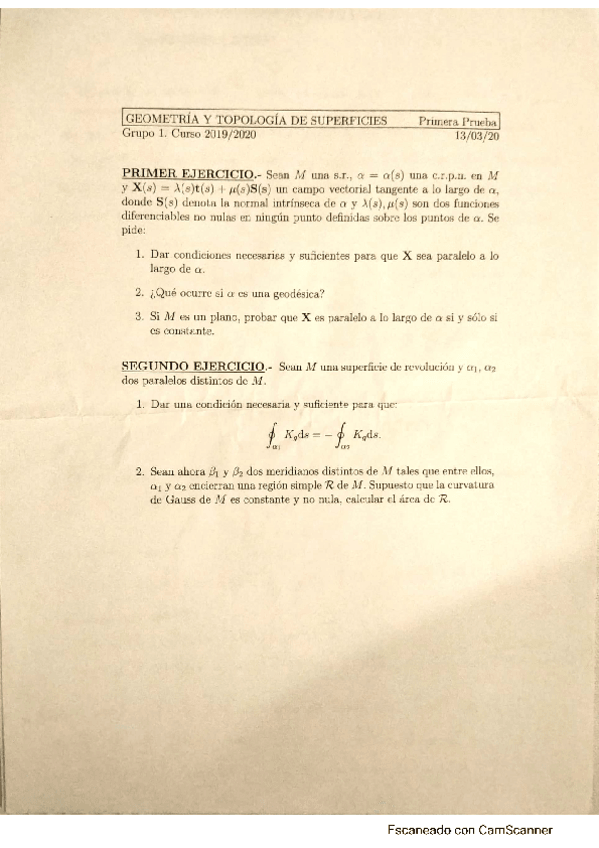 GEOMETRÍA Y TOPOLOGÍA DE SUPERFICIES Primera Prueba
Grupo 1. Curso 2019/2020 13/03/20
PRIMER EJERCICIO.- Sean M una s.r., α = α(s) una c.r.p.n. en M
y X(s) = λ(s)t(s) + μ(s)S(s) un campo vectorial tangente a lo largo de α,
donde S(s) denota la normal intrínseca de α y λ(s), μ(s) son dos funciones
diferenciables no nulas en ningún punto definidas sobre los puntos de α. Se
pide:
1. Dar condiciones necesarias y suficientes para que X sea paralelo a lo
largo de α.
2. ¿Qué ocurre si α es una geodésica?
3. Si M es un plano, probar que X es paralelo a lo largo de α si y sólo si
es constante.
SEGUNDO EJERCICIO.- Sean M una superficie de revolución y α₁, α₂
dos paralelos distintos de M.
1. Dar una condición necesaria y suficiente para que:
∮α₁ K_g ds = − ∮α₂ K_g ds.
2. Sean ahora β₁ y β₂ dos meridianos distintos de M tales que entre ellos,
α₁ y α₂ encierran una región simple R de M. Supuesto que la curvatura
de Gauss de M es constante y no nula, calcular el área de R.
Escaneado con CamScanner